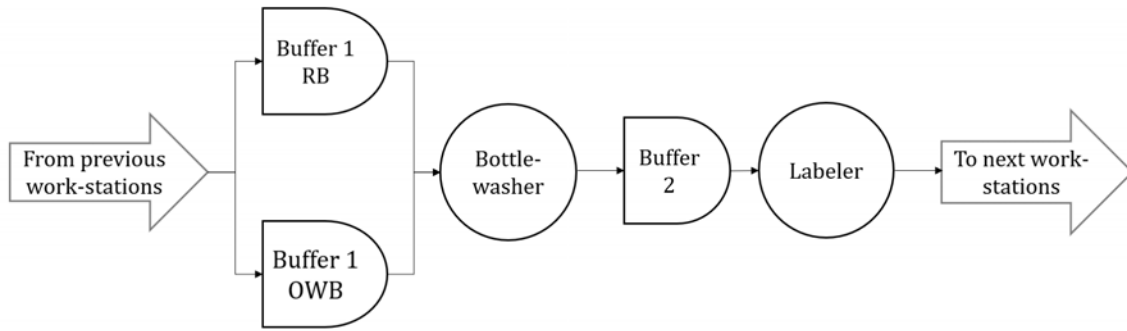 Buffer 1
RB
From previous
work-stations
Bottle-
washer
Buffer
2
Labeler
To next work-
stations
Buffer 1
OWB